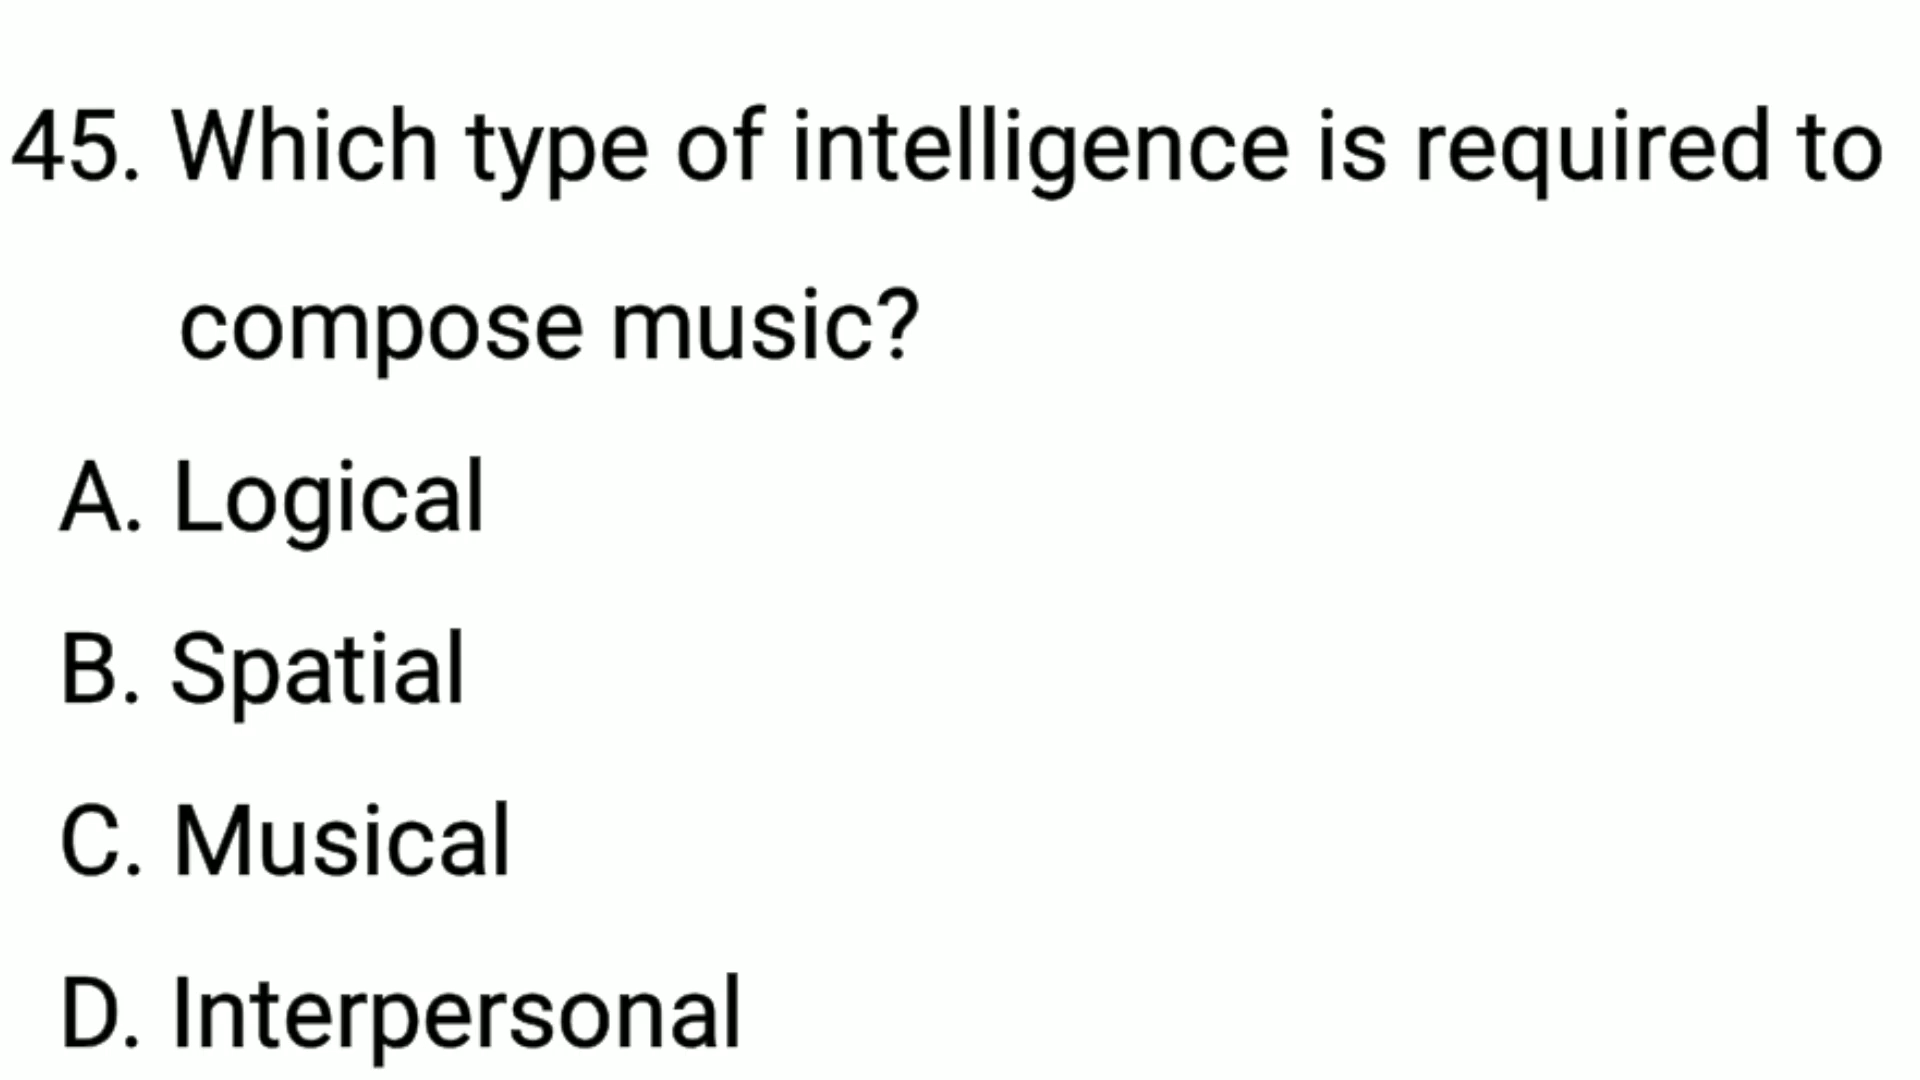 45. Which type of intelligence is required to
compose music?
A. Logical
B. Spatial
C. Musical
D. Interpersonal